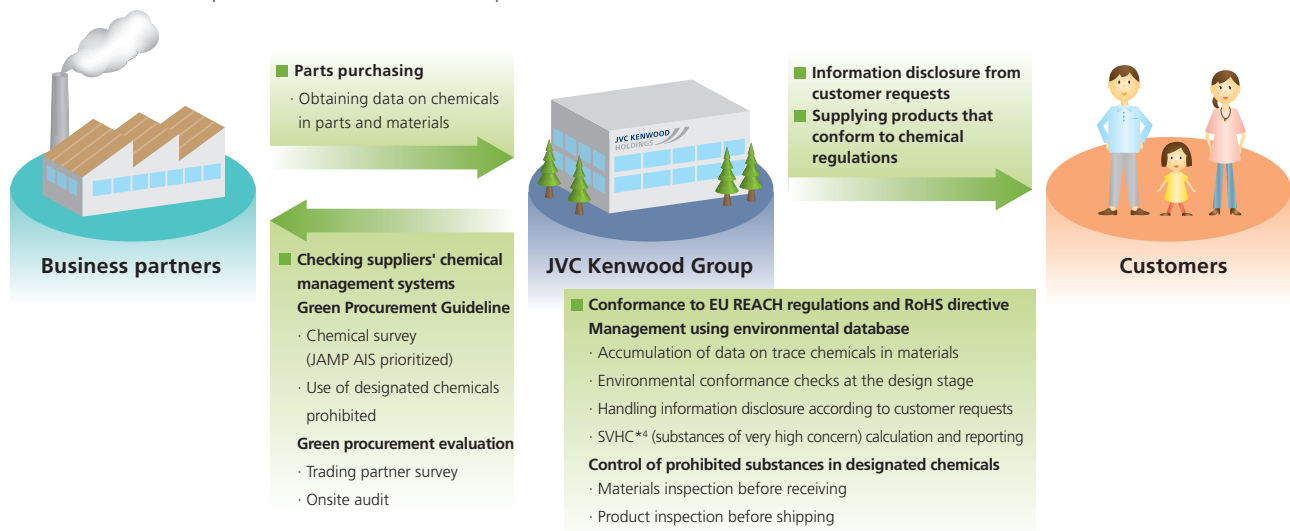 ■ Parts purchasing
· Obtaining data on chemicals
in parts and materials
JVC KENWOOD
HOLDINGS
■ Information disclosure from
customer requests
■ Supplying products that
conform to chemical
regulations
Business partners
■ Checking suppliers' chemical
management systems
Green Procurement Guideline
· Chemical survey
(JAMP AIS prioritized)
· Use of designated chemicals
prohibited
Green procurement evaluation
· Trading partner survey
· Onsite audit
JVC Kenwood Group
Customers
■ Conformance to EU REACH regulations and RoHS directive
Management using environmental database
· Accumulation of data on trace chemicals in materials
· Environmental conformance checks at the design stage
· Handling information disclosure according to customer requests
· SVHC*4 (substances of very high concern) calculation and reporting
Control of prohibited substances in designated chemicals
· Materials inspection before receiving
· Product inspection before shipping